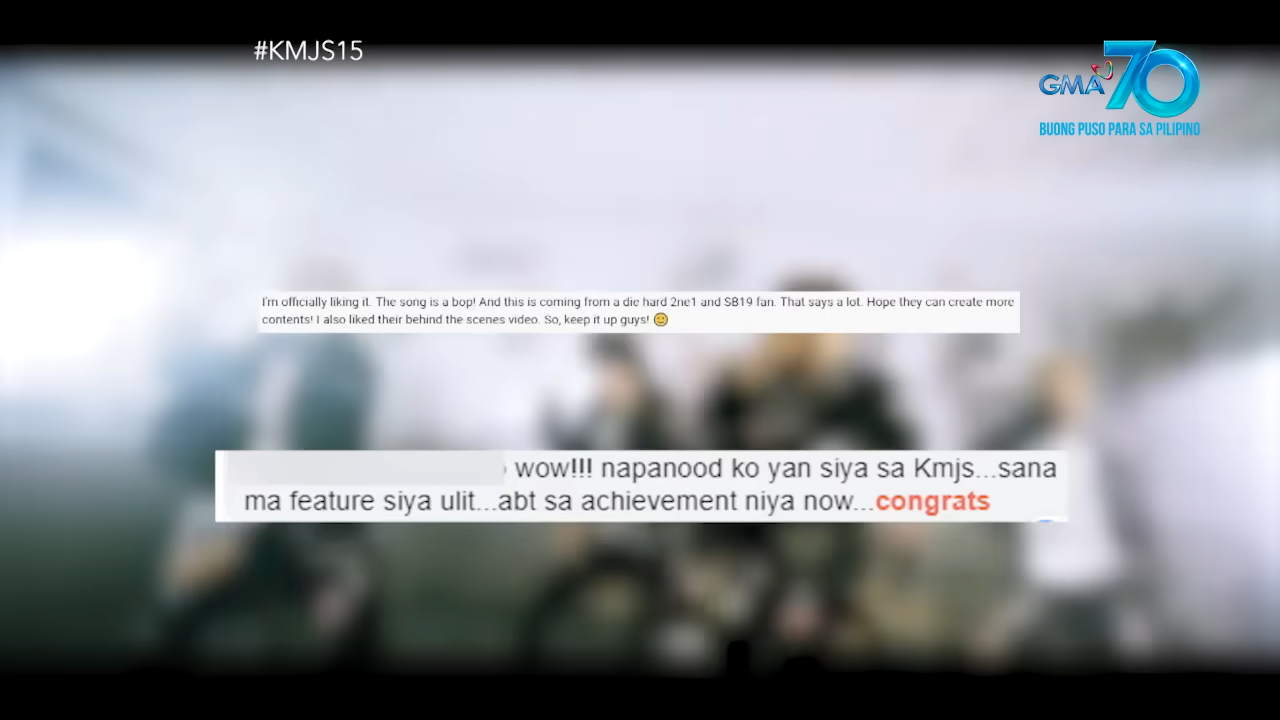 #KMJS15
GMA 70
BUONG PUSO PARA SA PILIPINO
I'm officially liking it. The song is a bop! And this is coming from a die hard 2ne1 and SB19 fan. That says a lot. Hope they can create more
contents! I also liked their behind the scenes video. So, keep it up guys! 🙂
wow!!! napanood ko yan siya sa Kmjs...sana
ma feature siya ulit...abt sa achievement niya now...congrats